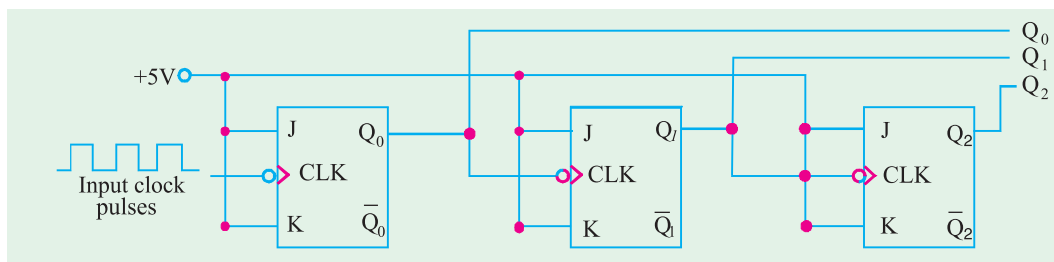 Q₀
Q₁
Q₂
+5V
J Q₀
CLK
K Q̅₀
J Q₁
CLK
K Q̅₁
J Q₂
CLK
K Q̅₂
Input clock
pulses